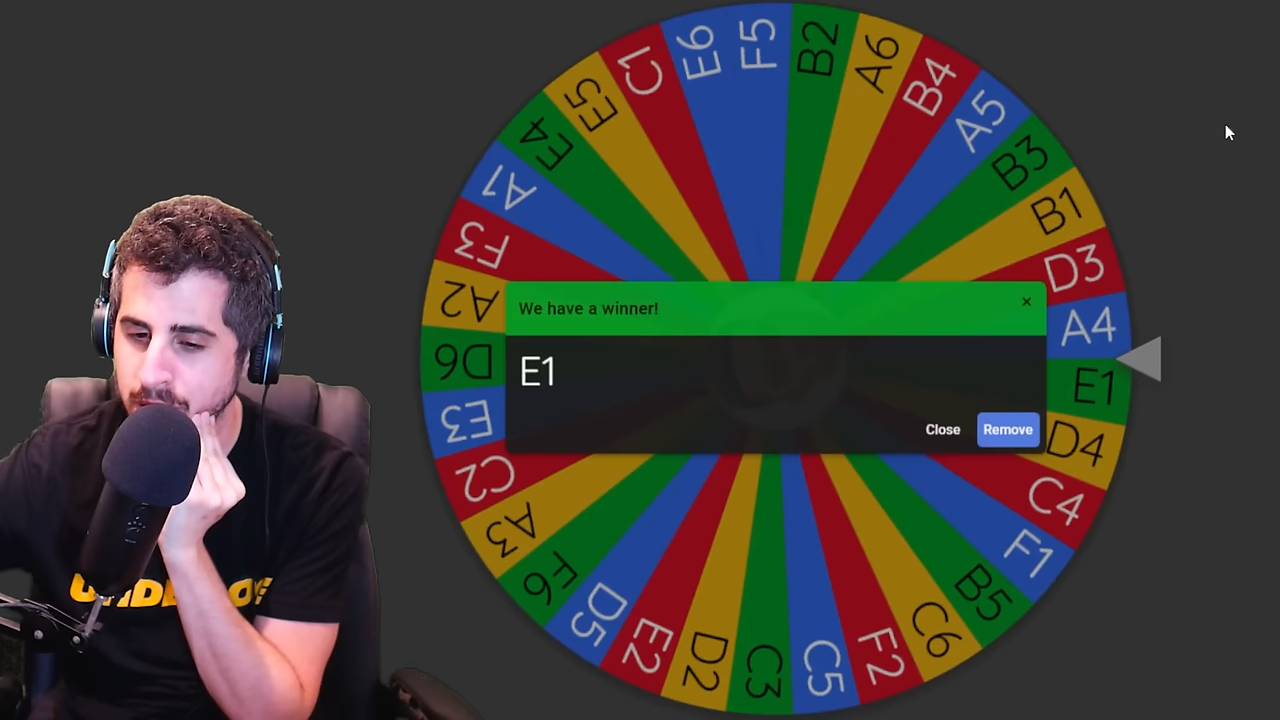 E6
F5
B2
A6
B4
A5
B3
B1
D3
A4
E1
D4
C4
F1
B5
C6
F2
C5
C3
D2
E2
D5
F6
A3
C2
E3
D6
A2
F3
A1
E4
E5
C1
We have a winner!
×
E1
Close
Remove